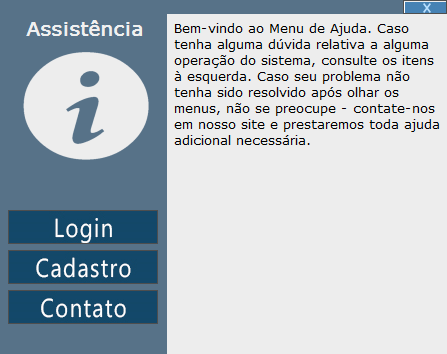 X
Assistência
Bem-vindo ao Menu de Ajuda. Caso
tenha alguma dúvida relativa a alguma
operação do sistema, consulte os itens
à esquerda. Caso seu problema não
tenha sido resolvido após olhar os
menus, não se preocupe - contate-nos
em nosso site e prestaremos toda ajuda
adicional necessária.
Login
Cadastro
Contato